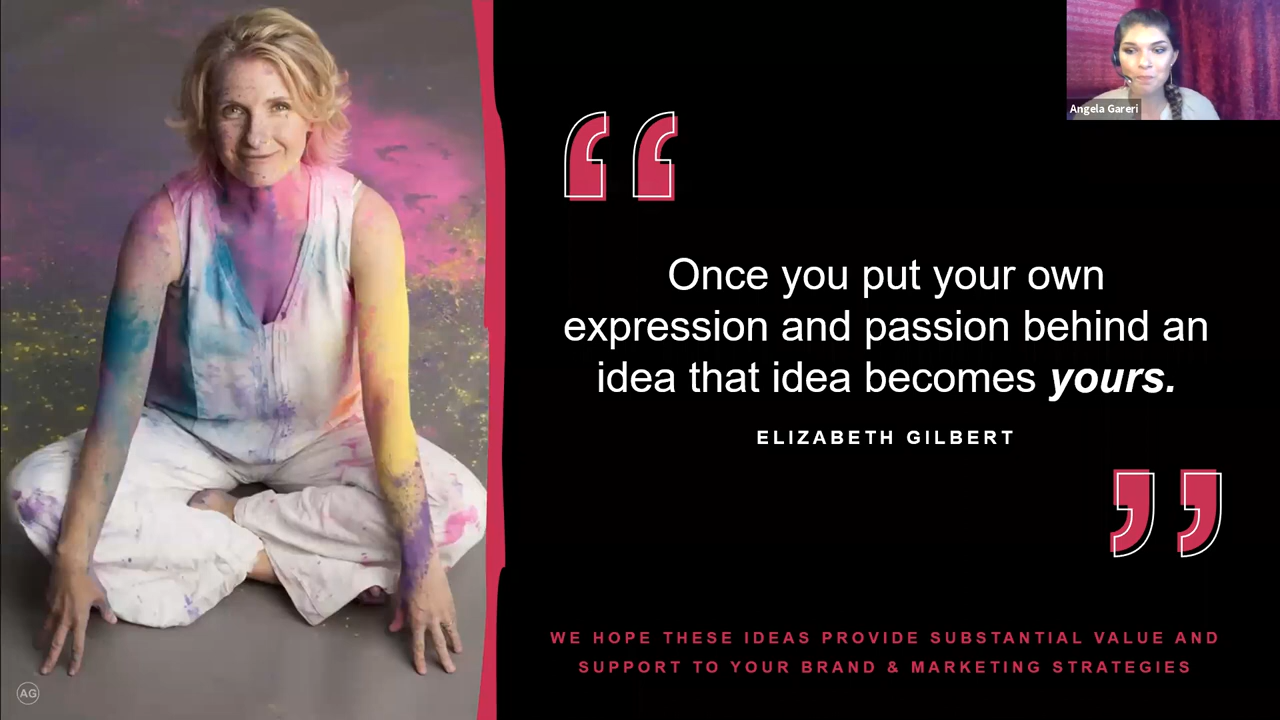 Angela Gareri
Once you put your own
expression and passion behind an
idea that idea becomes yours.
ELIZABETH GILBERT
WE HOPE THESE IDEAS PROVIDE SUBSTANTIAL VALUE AND
SUPPORT TO YOUR BRAND & MARKETING STRATEGIES
AG